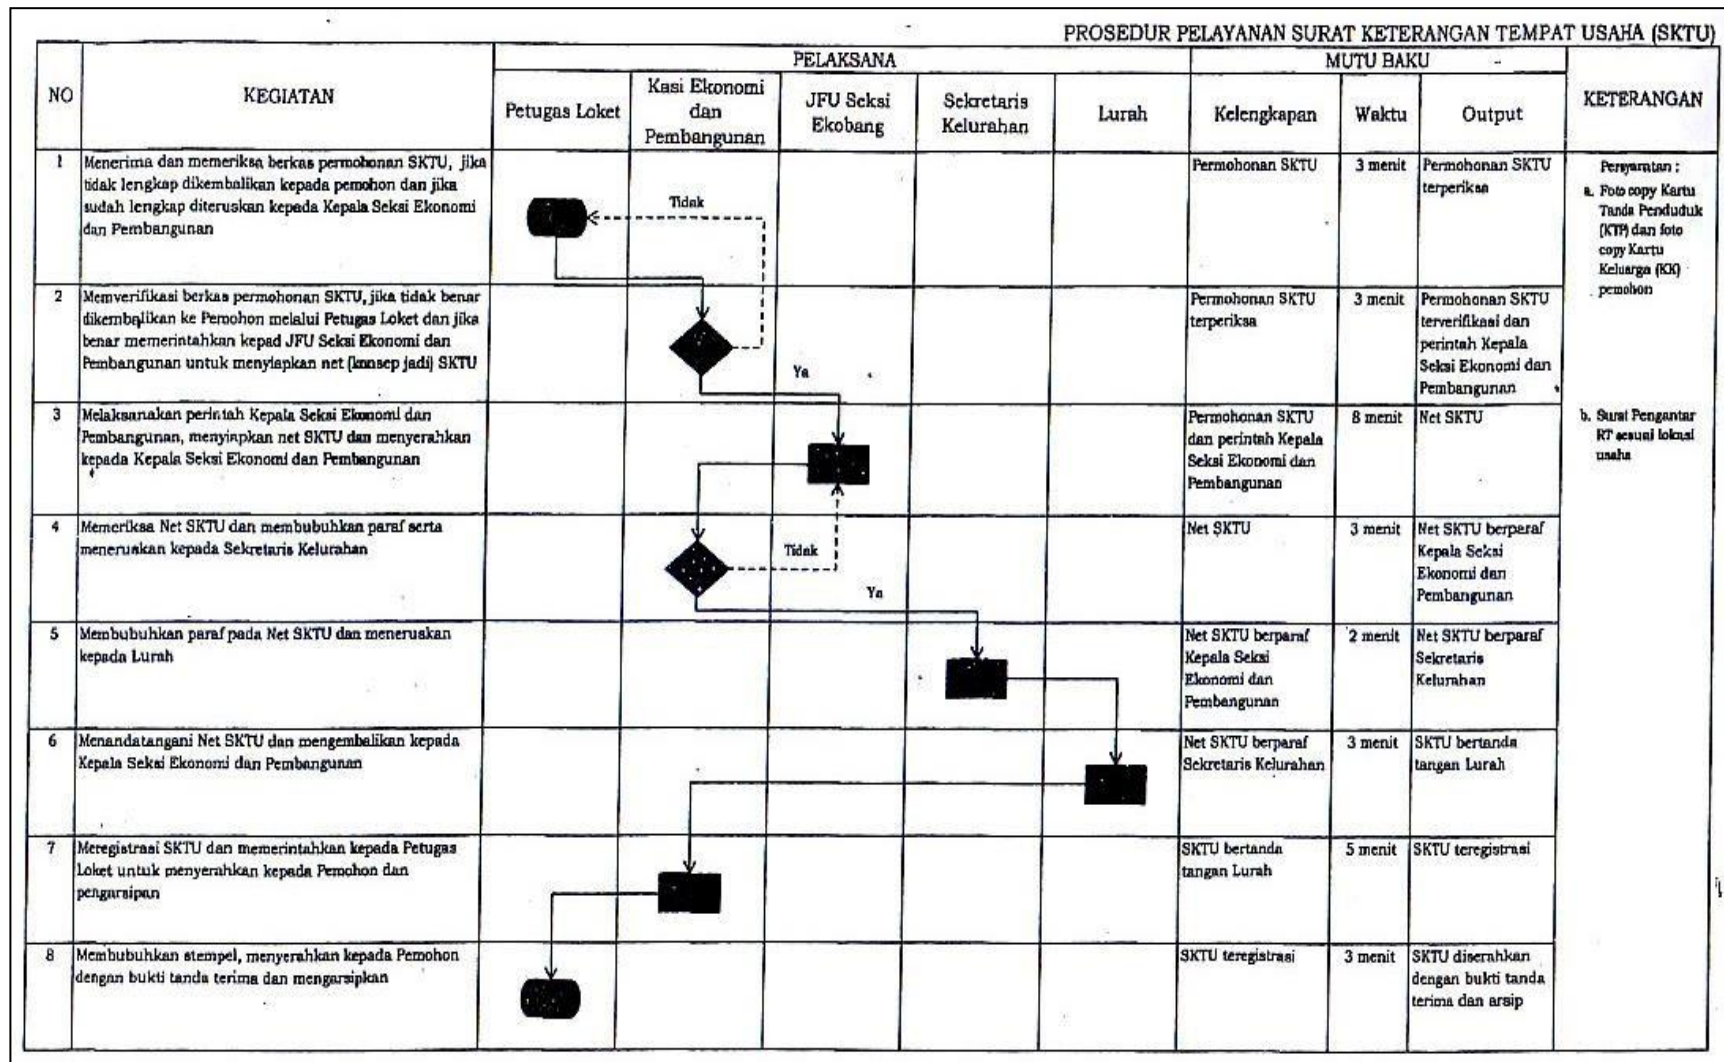 PROSEDUR PELAYANAN SURAT KETERANGAN TEMPAT USAHA (SKTU)
NO
KEGIATAN
PELAKSANA
MUTU BAKU
KETERANGAN
Petugas Loket
Kasi Ekonomi
dan
Pembangunan
JFU Seksi
Ekobang
Sekretaris
Kelurahan
Lurah
Kelengkapan
Waktu
Output
1
Menerima dan memeriksa berkas permohonan SKTU, jika
tidak lengkap dikembalikan kepada pemohon dan jika
sudah lengkap diteruskan kepada Kepala Seksi Ekonomi
dan Pembangunan
Tidak
Permohonan SKTU
3 menit
Permohonan SKTU
terperiksa
Persyaratan :
a. Foto copy Kartu
Tanda Penduduk
(KTP) dan foto
copy Kartu
Keluarga (KK)
pemohon
2
Memverifikasi berkas permohonan SKTU, jika tidak benar
dikembalikan ke Pemohon melalui Petugas Loket dan jika
benar memerintahkan kepad JFU Seksi Ekonomi dan
Pembangunan untuk menyiapkan net (konsep jadi) SKTU
Ya
Permohonan SKTU
terperiksa
3 menit
Permohonan SKTU
terverifikasi dan
perintah Kepala
Seksi Ekonomi dan
Pembangunan
3
Melaksanakan perintah Kepala Seksi Ekonomi dan
Pembangunan, menyiapkan net SKTU dan menyerahkan
kepada Kepala Seksi Ekonomi dan Pembangunan
Permohonan SKTU
dan perintah Kepala
Seksi Ekonomi dan
Pembangunan
8 menit
Net SKTU
b. Surat Pengantar
RT sesuai lokasi
usaha
4
Memeriksa Net SKTU dan membubuhkan paraf serta
meneruskan kepada Sekretaris Kelurahan
Tidak
Ya
Net SKTU
3 menit
Net SKTU berparaf
Kepala Seksi
Ekonomi dan
Pembangunan
5
Membubuhkan paraf pada Net SKTU dan meneruskan
kepada Lurah
Net SKTU berparaf
Kepala Seksi
Ekonomi dan
Pembangunan
2 menit
Net SKTU berparaf
Sekretaris
Kelurahan
6
Menandatangani Net SKTU dan mengembalikan kepada
Kepala Seksi Ekonomi dan Pembangunan
Net SKTU berparaf
Sekretaris Kelurahan
3 menit
SKTU bertanda
tangan Lurah
7
Meregistrasi SKTU dan memerintahkan kepada Petugas
Loket untuk menyerahkan kepada Pemohon dan
pengarsipan
SKTU bertanda
tangan Lurah
5 menit
SKTU teregistrasi
8
Membubuhkan stempel, menyerahkan kepada Pemohon
dengan bukti tanda terima dan mengarsipkan
SKTU teregistrasi
3 menit
SKTU diserahkan
dengan bukti tanda
terima dan arsip